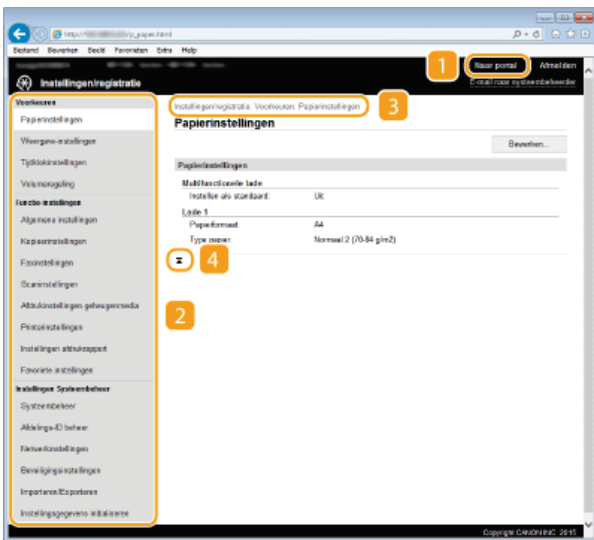 http://
p_paper.html
Bestand Bewerken Beeld Favorieten Extra Help
1
Naar portal Afmelden
Instellingen/registratie
E-mail naar systeembeheerder
Voorkeuren
Papierinstellingen
Weergave-instellingen
Tijdklokinstellingen
Volumeregeling
Functie-instellingen
Algemene instellingen
Kopieerinstellingen
Faxinstellingen
Scaninstellingen
Afdrukinstellingen geheugenmedia
Printerinstellingen
Instellingen afdrukrapport
Favoriete instellingen
Instellingen Systeembeheer
Systeembeheer
Afdelings-ID beheer
Netwerkinstellingen
Beveiligingsinstellingen
Importeren/Exporteren
Instellingsgegevens initialiseren
2
Instellingen/registratie: Voorkeuren: Papierinstellingen
3
Papierinstellingen
Bewerken...
Papierinstellingen
Multifunctionele lade
Instellen als standaard: Uit
Lade 1
Papierformaat: A4
Type papier: Normaal 2 (70-84 g/m2)
4
Copyright CANON INC. 2015